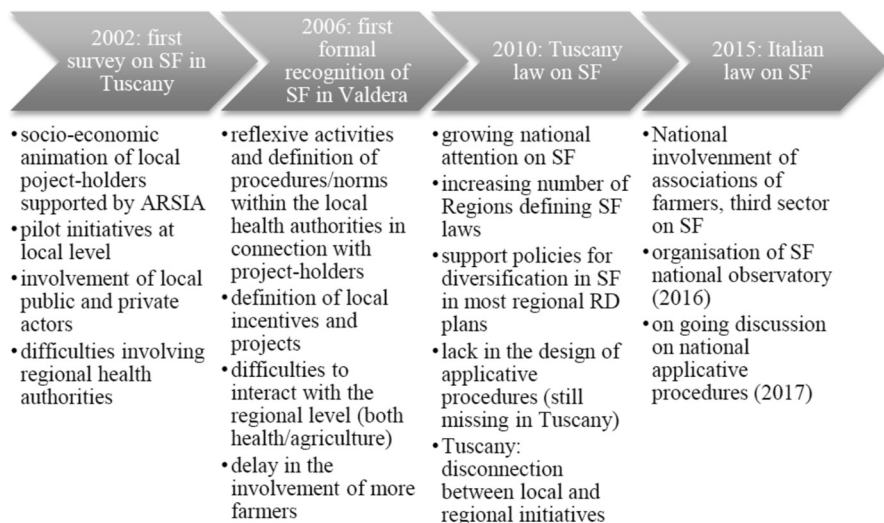 2002: first
survey on SF in
Tuscany
•socio-economic
animation of local
poject-holders
supported by ARSIA
•pilot initiatives at
local level
•involvement of local
public and private
actors
•difficulties involving
regional health
authorities
2006: first
formal
recognition of
SF in Valdera
•reflexive activities
and definition of
procedures/norms
within the local
health authorities in
connection with
project-holders
•definition of local
incentives and
projects
•difficulties to
interact with the
regional level (both
health/agriculture)
•delay in the
involvement of more
farmers
2010: Tuscany
law on SF
•growing national
attention on SF
•increasing number of
Regions defining SF
laws
•support policies for
diversification in SF
in most regional RD
plans
•lack in the design of
applicative
procedures (still
missing in Tuscany)
•Tuscany:
disconnection
between local and
regional initiatives
2015: Italian
law on SF
•National
involvenment of
associations of
farmers, third sector
on SF
•organisation of SF
national observatory
(2016)
•on going discussion
on national
applicative
procedures (2017)